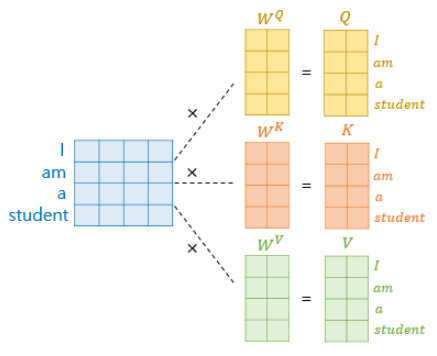 W^Q Q
= I
am
a
student
×
W^K K
I
am
a
student
×
= I
am
a
student
×
W^V V
= I
am
a
student